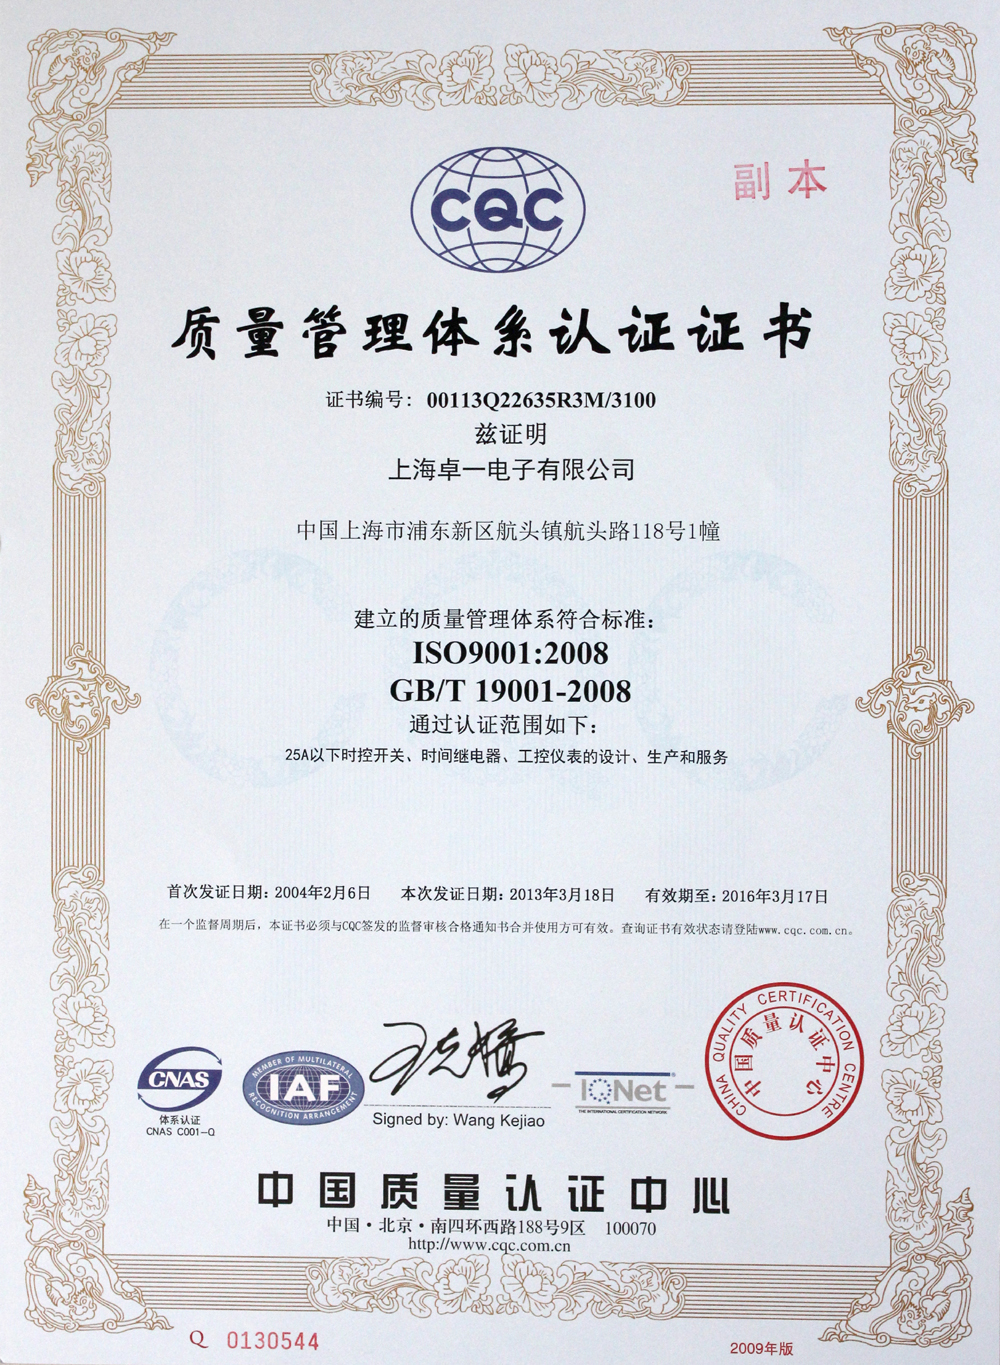 CQC
副本
质量管理体系认证证书
证书编号：00113Q22635R3M/3100
兹证明
上海卓一电子有限公司
中国上海市浦东新区航头镇航头路118号1幢
建立的质量管理体系符合标准：
ISO9001:2008
GB/T 19001-2008
通过认证范围如下：
25A以下时控开关、时间继电器、工控仪表的设计、生产和服务
首次发证日期：2004年2月6日 本次发证日期：2013年3月18日 有效期至：2016年3月17日
在一个监督周期后，本证书必须与CQC签发的监督审核合格通知书合并使用方可有效。查询证书有效状态请登陆www.cqc.com.cn。
CNAS
体系认证
CNAS C001-Q
MEMBER OF MULTILATERAL
IAF
RECOGNITION ARRANGEMENT
王克娇
Signed by: Wang Kejiao
IQNet
THE INTERNATIONAL CERTIFICATION NETWORK
CHINA QUALITY CERTIFICATION CENTRE
中国质量认证中心
中国质量认证中心
中国·北京·南四环西路188号9区 100070
http://www.cqc.com.cn
Q 0130544
2009年版